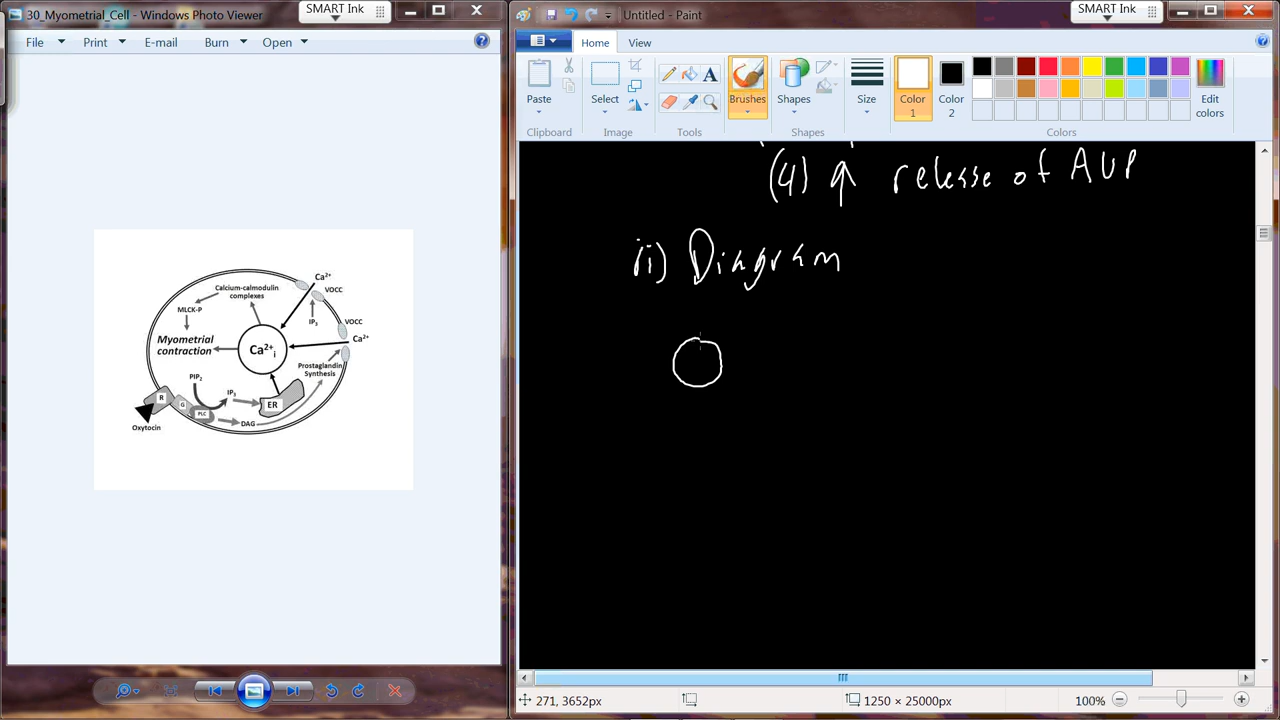 30_Myometrial_Cell - Windows Photo Viewer
SMART Ink
File Print E-mail Burn Open
Ca2+
VOCC
Calcium-calmodulin
complexes
MLCK-P
IP3
VOCC
Ca2+
Myometrial
contraction
Ca2+i
Prostaglandin
Synthesis
PIP2
IP3
ER
R
G
PLC
DAG
Oxytocin
Untitled - Paint
SMART Ink
Home View
Paste
Select
Brushes
Shapes
Size
Color
1
Color
2
Edit
colors
Clipboard Image Tools Shapes Colors
(4) ↑ release of AVP
ii) Diagram
271, 3652px
1250 × 25000px
100%